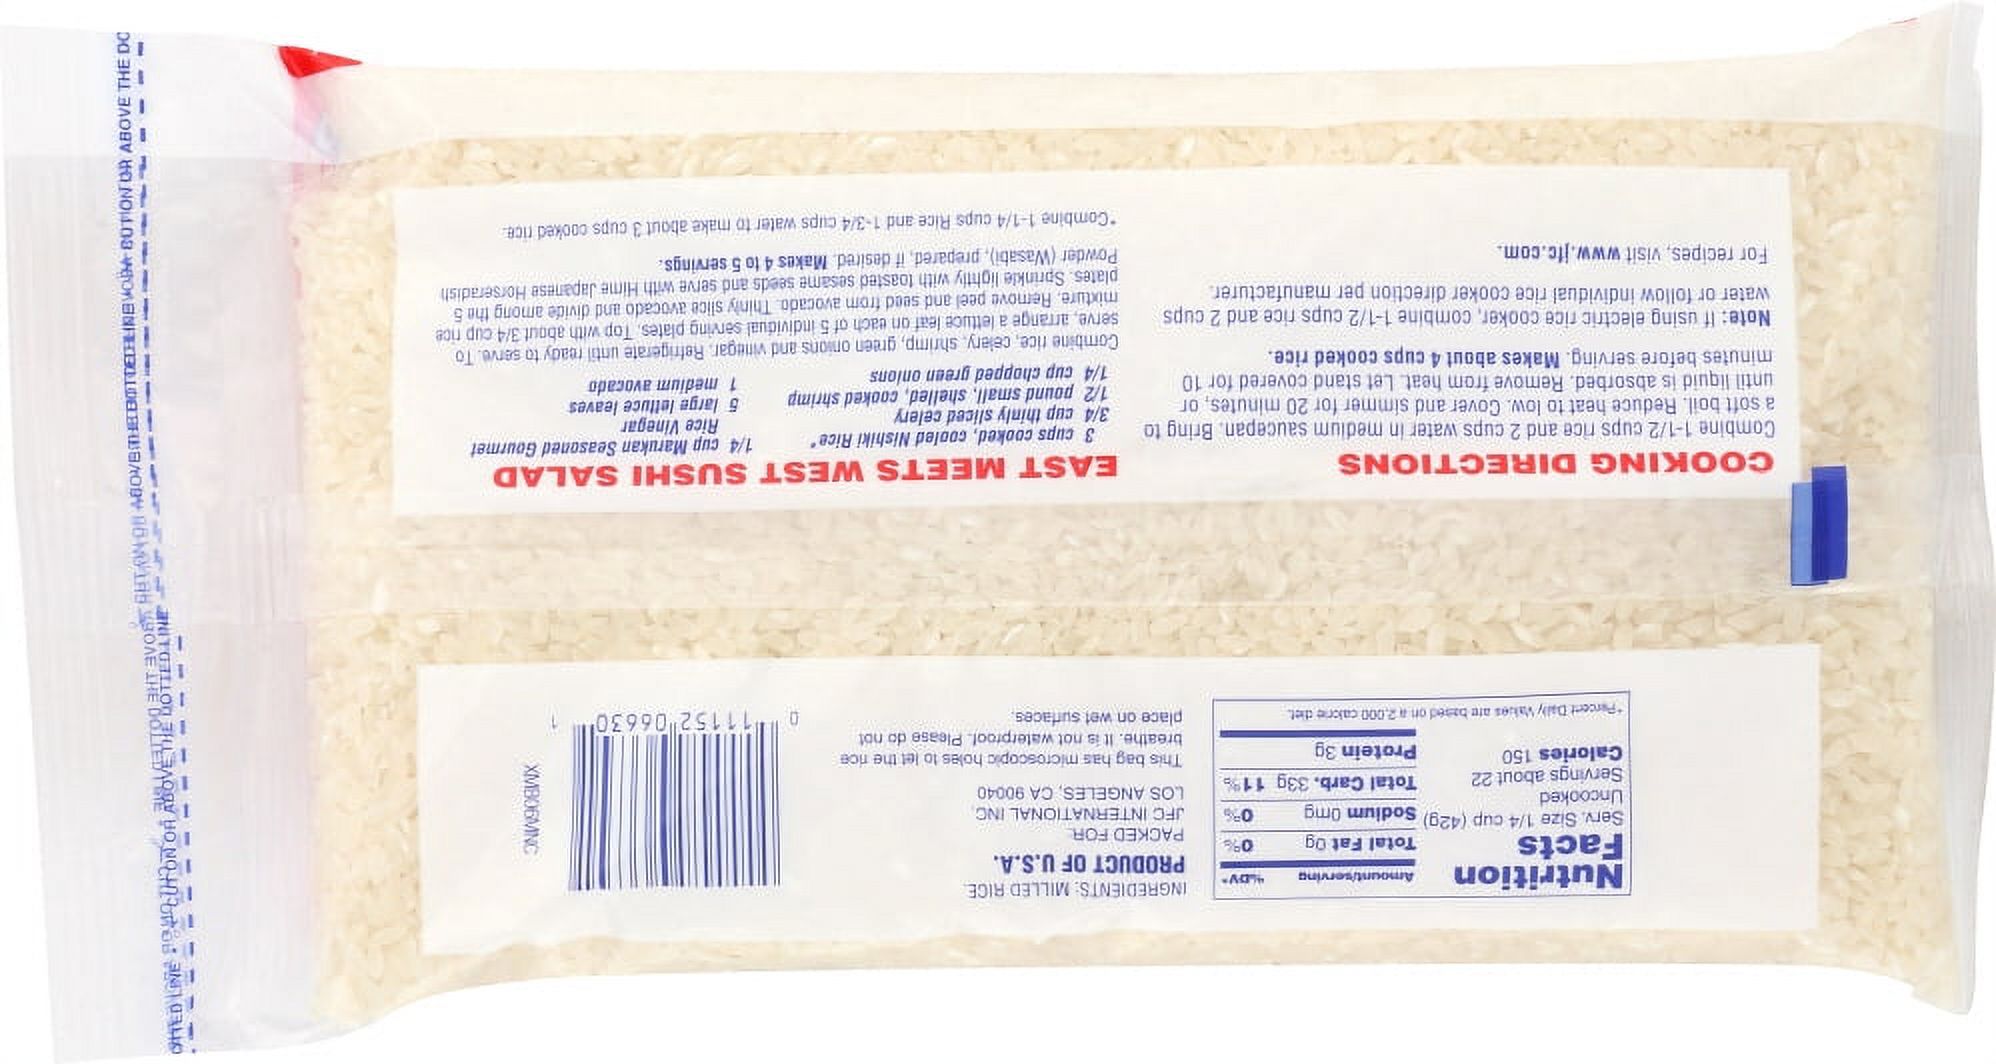 Nutrition
Facts
Serv. Size 1/4 cup (42g)
Uncooked
Servings about 22
Calories 150
Amount/serving %DV*
Total Fat 0g 0%
Sodium 0mg 0%
Total Carb. 33g 11%
Protein 3g
*Percent Daily Values are based on a 2,000 calorie diet.
INGREDIENTS: MILLED RICE.
PRODUCT OF U.S.A.
PACKED FOR:
JFC INTERNATIONAL INC.
LOS ANGELES, CA 90040
This bag has microscopic holes to let the rice
breathe. It is not waterproof. Please do not
place on wet surfaces.
XMB06MNC
0 11152 06630 1
COOKING DIRECTIONS
Combine 1-1/2 cups rice and 2 cups water in medium saucepan. Bring to
a soft boil. Reduce heat to low. Cover and simmer for 20 minutes, or
until liquid is absorbed. Remove from heat. Let stand covered for 10
minutes before serving. Makes about 4 cups cooked rice.
Note: If using electric rice cooker, combine 1-1/2 cups rice and 2 cups
water or follow individual rice cooker direction per manufacturer.
For recipes, visit www.jfc.com.
EAST MEETS WEST SUSHI SALAD
3 cups cooked, cooled Nishiki Rice*
3/4 cup thinly sliced celery
1/2 pound small, shelled, cooked shrimp
1/4 cup chopped green onions
1/4 cup Marukan Seasoned Gourmet
Rice Vinegar
5 large lettuce leaves
1 medium avocado
Combine rice, celery, shrimp, green onions and vinegar. Refrigerate until ready to serve. To
serve, arrange a lettuce leaf on each of 5 individual serving plates. Top with about 3/4 cup rice
mixture. Remove peel and seed from avocado. Thinly slice avocado and divide among the 5
plates. Sprinkle lightly with toasted sesame seeds and serve with Hime Japanese Horseradish
Powder (Wasabi), prepared, if desired. Makes 4 to 5 servings.
*Combine 1-1/4 cups Rice and 1-3/4 cups water to make about 3 cups cooked rice.
OTTED LINE • CUT ON OR ABOVE THE DOTTED LINE